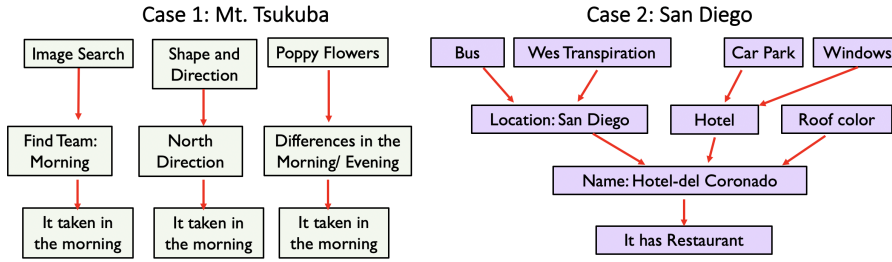 Case 1: Mt. Tsukuba
Image Search
Shape and
Direction
Poppy Flowers
Find Team:
Morning
North
Direction
Differences in the
Morning/ Evening
It taken in
the morning
It taken in
the morning
It taken in
the morning
Case 2: San Diego
Bus
Wes Transpiration
Car Park
Windows
Location: San Diego
Hotel
Roof color
Name: Hotel-del Coronado
It has Restaurant